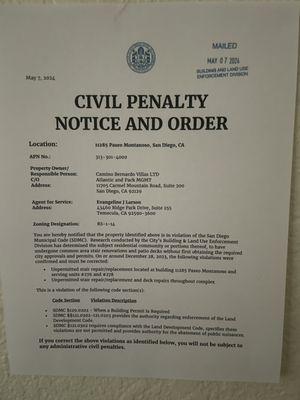 MAILED
MAY 07 2024
BUILDING AND LAND USE
ENFORCEMENT DIVISION
May 7, 2024
CIVIL PENALTY
NOTICE AND ORDER
Location: 11285 Paseo Montanoso, San Diego, CA
APN No.: 313-301-4000
Property Owner/
Responsible Person: Camino Bernardo Villas LTD
C/O Atlantic and Pack MGMT
Address: 11705 Carmel Mountain Road, Suite 200
San Diego, CA 92129
Agent for Service: Evangeline J Larson
Address: 43460 Ridge Park Drive, Suite 255
Temecula, CA 92590-3600
Zoning Designation: RS-1-14
You are hereby notified that the property identified above is in violation of the San Diego
Municipal Code (SDMC). Research conducted by the City's Building & Land Use Enforcement
Division has determined the subject residential community or portions thereof, to have
undergone common area stair renovations and patio decks without first obtaining the required
city approvals and permits. On or around December 28, 2023, the following violations were
confirmed and must be corrected:
• Unpermitted stair repair/replacement located at building 11285 Paseo Montanoso and
serving units #276 and #278
• Unpermitted stair repair/replacement and deck repairs throughout complex
This is a violation of the following code section(s):
Code Section Violation Description
• SDMC §129.0202 - When a Building Permit is Required
• SDMC §121.0202-121.0203 provides the authority regarding enforcement of the Land
Development Code.
• SDMC §121.0302 requires compliance with the Land Development Code, specifies these
violations are not permitted and provides authority for the abatement of public nuisances.
If you correct the above violations as identified below, you will not be subject to
any administrative civil penalties.